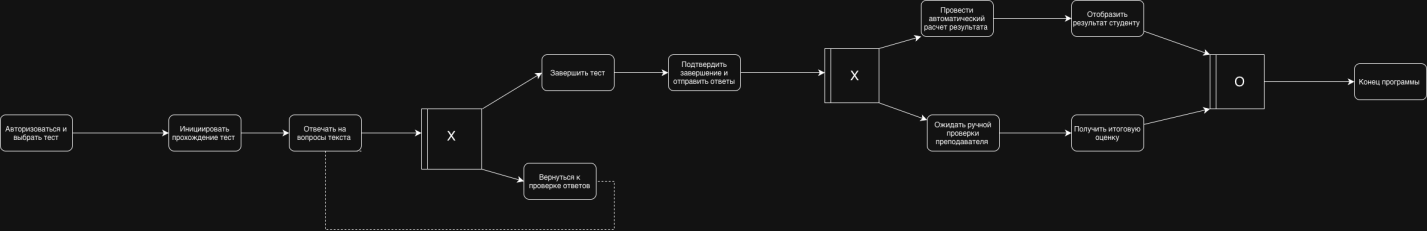 Авторизоваться и
выбрать тест
Инициировать
прохождение тест
Отвечать на
вопросы текста
X
Завершить тест
Вернуться к
проверке ответов
Подтвердить
завершение и
отправить ответы
X
Провести
автоматический
расчет результата
Отобразить
результат студенту
Ожидать ручной
проверки
преподавателя
Получить итоговую
оценку
O
Конец программы